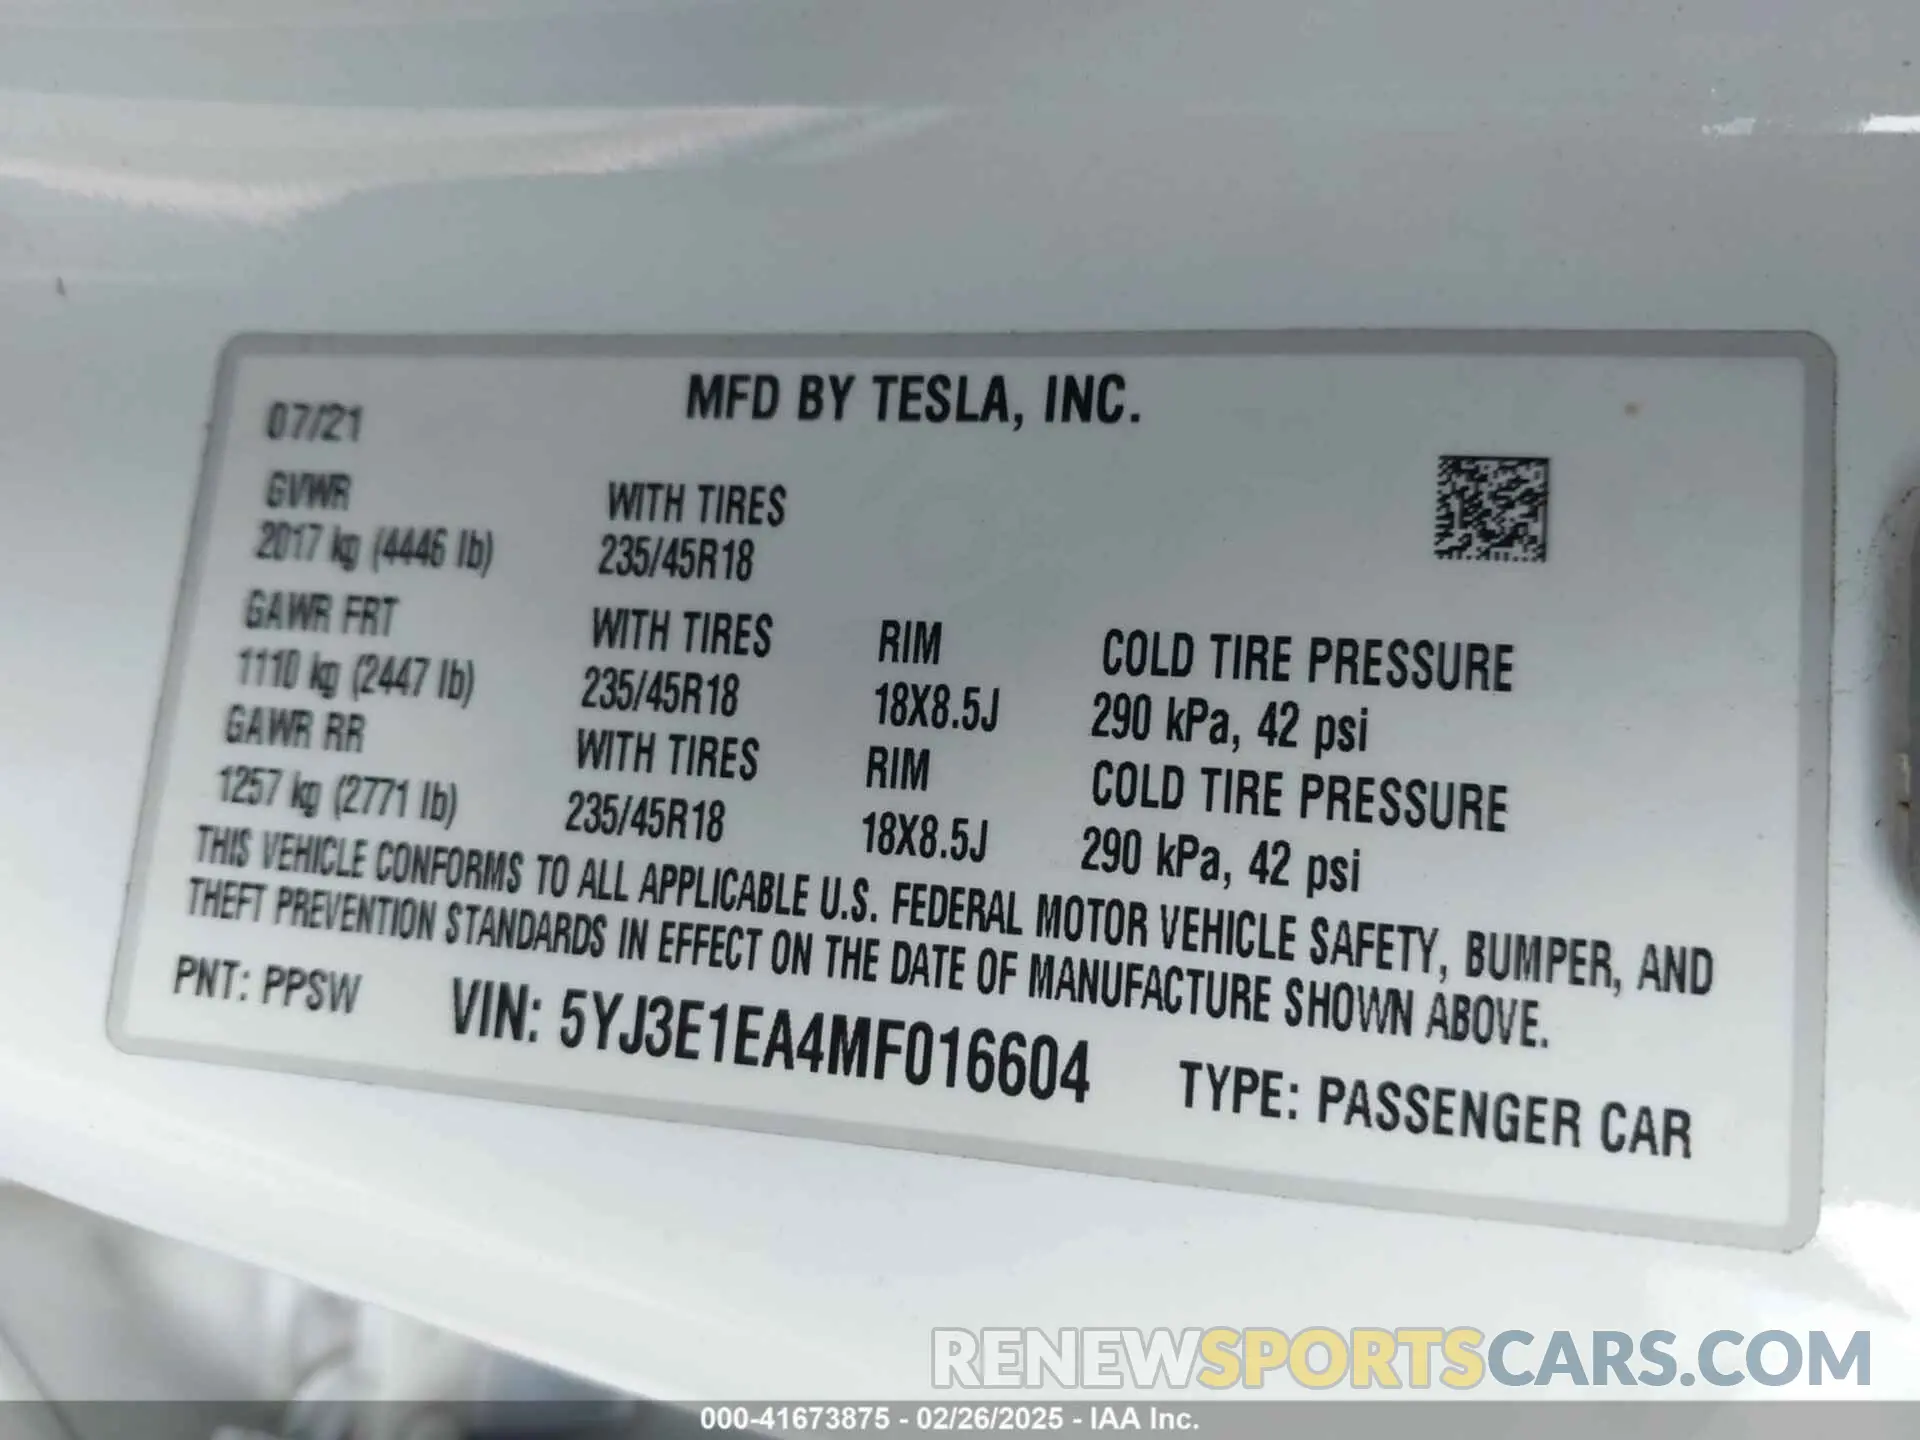 MFD BY TESLA, INC.
07/21
GVWR WITH TIRES
2017 kg (4446 lb) 235/45R18
GAWR FRT WITH TIRES RIM COLD TIRE PRESSURE
1110 kg (2447 lb) 235/45R18 18X8.5J 290 kPa, 42 psi
GAWR RR WITH TIRES RIM COLD TIRE PRESSURE
1257 kg (2771 lb) 235/45R18 18X8.5J 290 kPa, 42 psi
THIS VEHICLE CONFORMS TO ALL APPLICABLE U.S. FEDERAL MOTOR VEHICLE SAFETY, BUMPER, AND
THEFT PREVENTION STANDARDS IN EFFECT ON THE DATE OF MANUFACTURE SHOWN ABOVE.
PNT: PPSW VIN: 5YJ3E1EA4MF016604 TYPE: PASSENGER CAR
RENEWSPORTSCARS.COM
000-41673875 - 02/26/2025 - IAA Inc.